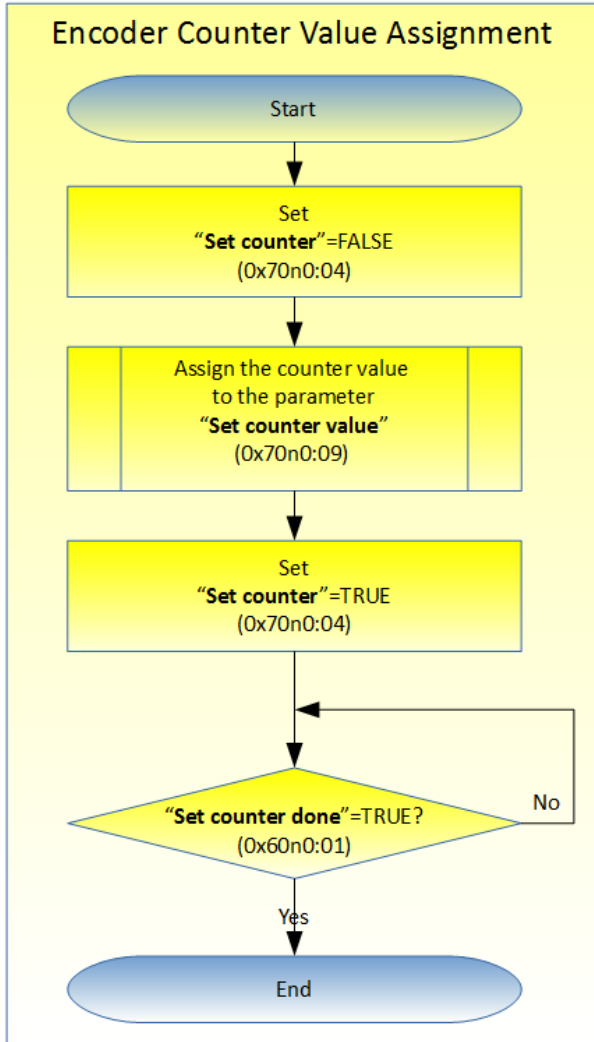 Encoder Counter Value Assignment
Start
Set
“Set counter”=FALSE
(0x70n0:04)
Assign the counter value
to the parameter
“Set counter value”
(0x70n0:09)
Set
“Set counter”=TRUE
(0x70n0:04)
“Set counter done”=TRUE?
(0x60n0:01)
No
Yes
End